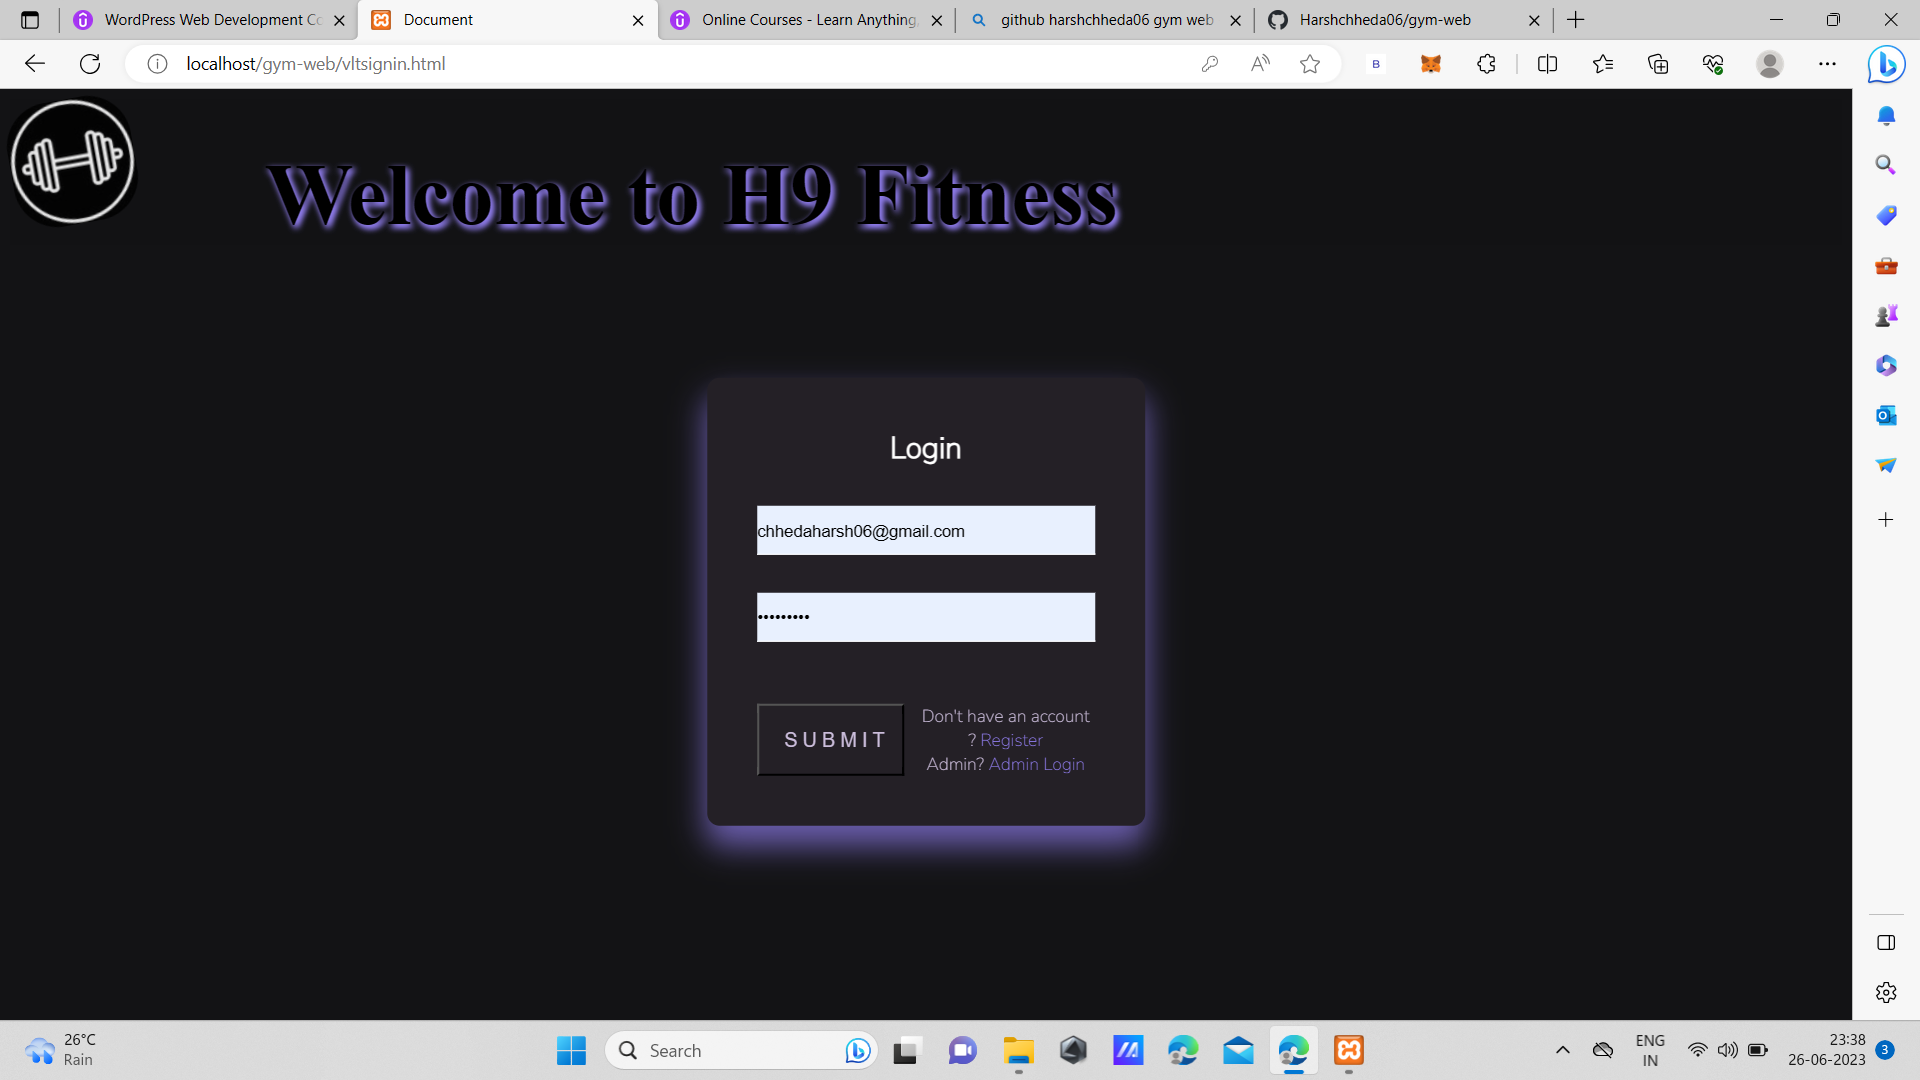 WordPress Web Development Co
Document
Online Courses - Learn Anything,
github harshchheda06 gym web
Harshchheda06/gym-web
localhost/gym-web/vltsignin.html
B
Welcome to H9 Fitness
Login
chhedaharsh06@gmail.com
•••••••••
SUBMIT
Don't have an account
? Register
Admin? Admin Login
26°C
Rain
Search
ENG
IN
23:38
26-06-2023
3